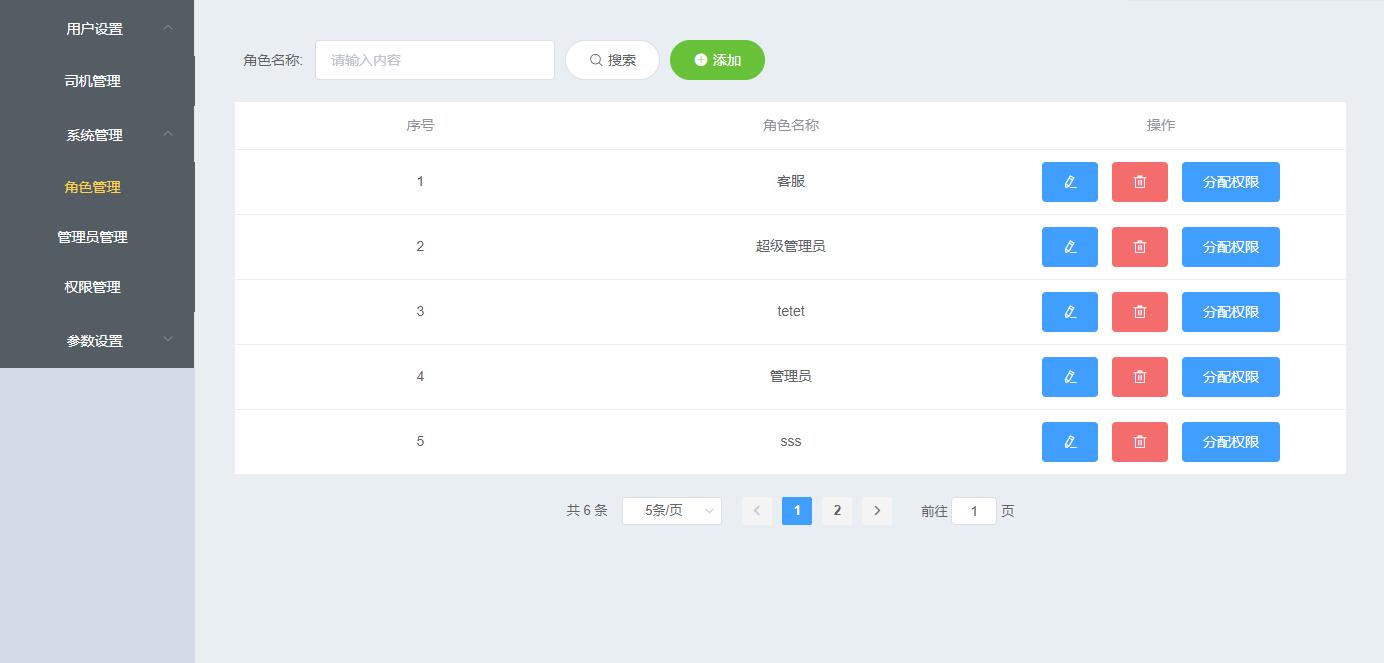 用户设置
司机管理
系统管理
角色管理
管理员管理
权限管理
参数设置
角色名称: 请输入内容 搜索 添加
序号 角色名称 操作
1 客服 分配权限
2 超级管理员 分配权限
3 tetet 分配权限
4 管理员 分配权限
5 sss 分配权限
共 6 条 5条/页 1 2 前往 1 页